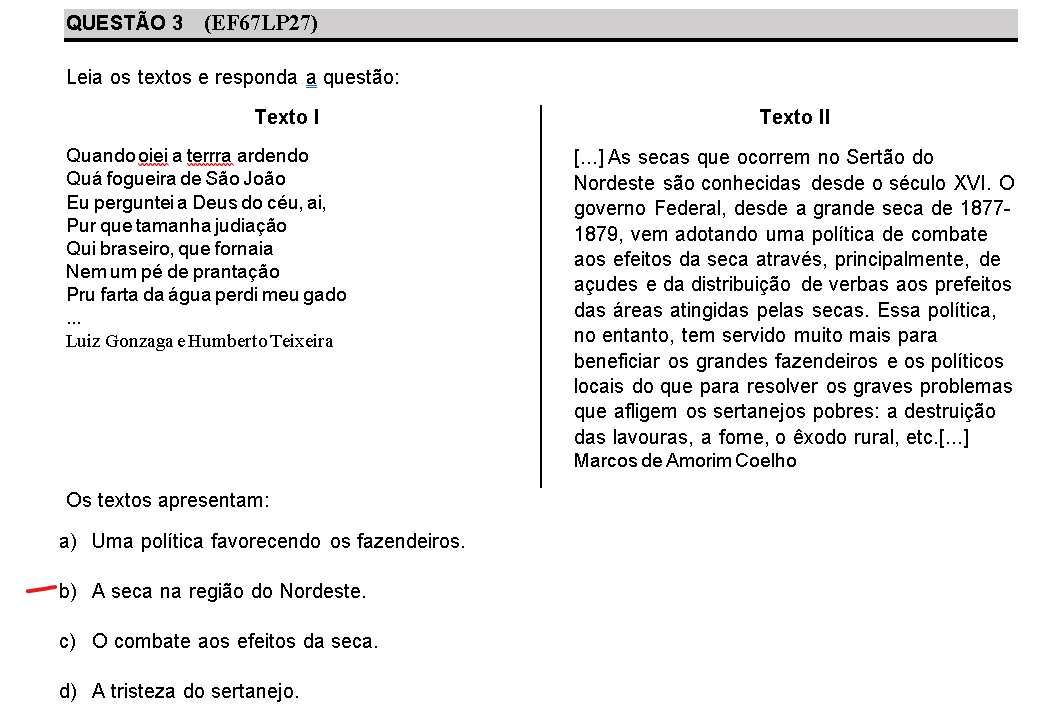 QUESTÃO 3 (EF67LP27)
Leia os textos e responda a questão:
Texto I
Quando oiei a terrra ardendo
Quá fogueira de São João
Eu perguntei a Deus do céu, ai,
Pur que tamanha judiação
Qui braseiro, que fornaia
Nem um pé de prantação
Pru farta da água perdi meu gado
...
Luiz Gonzaga e Humberto Teixeira
Texto II
[...] As secas que ocorrem no Sertão do
Nordeste são conhecidas desde o século XVI. O
governo Federal, desde a grande seca de 1877-
1879, vem adotando uma política de combate
aos efeitos da seca através, principalmente, de
açudes e da distribuição de verbas aos prefeitos
das áreas atingidas pelas secas. Essa política,
no entanto, tem servido muito mais para
beneficiar os grandes fazendeiros e os políticos
locais do que para resolver os graves problemas
que afligem os sertanejos pobres: a destruição
das lavouras, a fome, o êxodo rural, etc.[...]
Marcos de Amorim Coelho
Os textos apresentam:
a) Uma política favorecendo os fazendeiros.
b) A seca na região do Nordeste.
c) O combate aos efeitos da seca.
d) A tristeza do sertanejo.